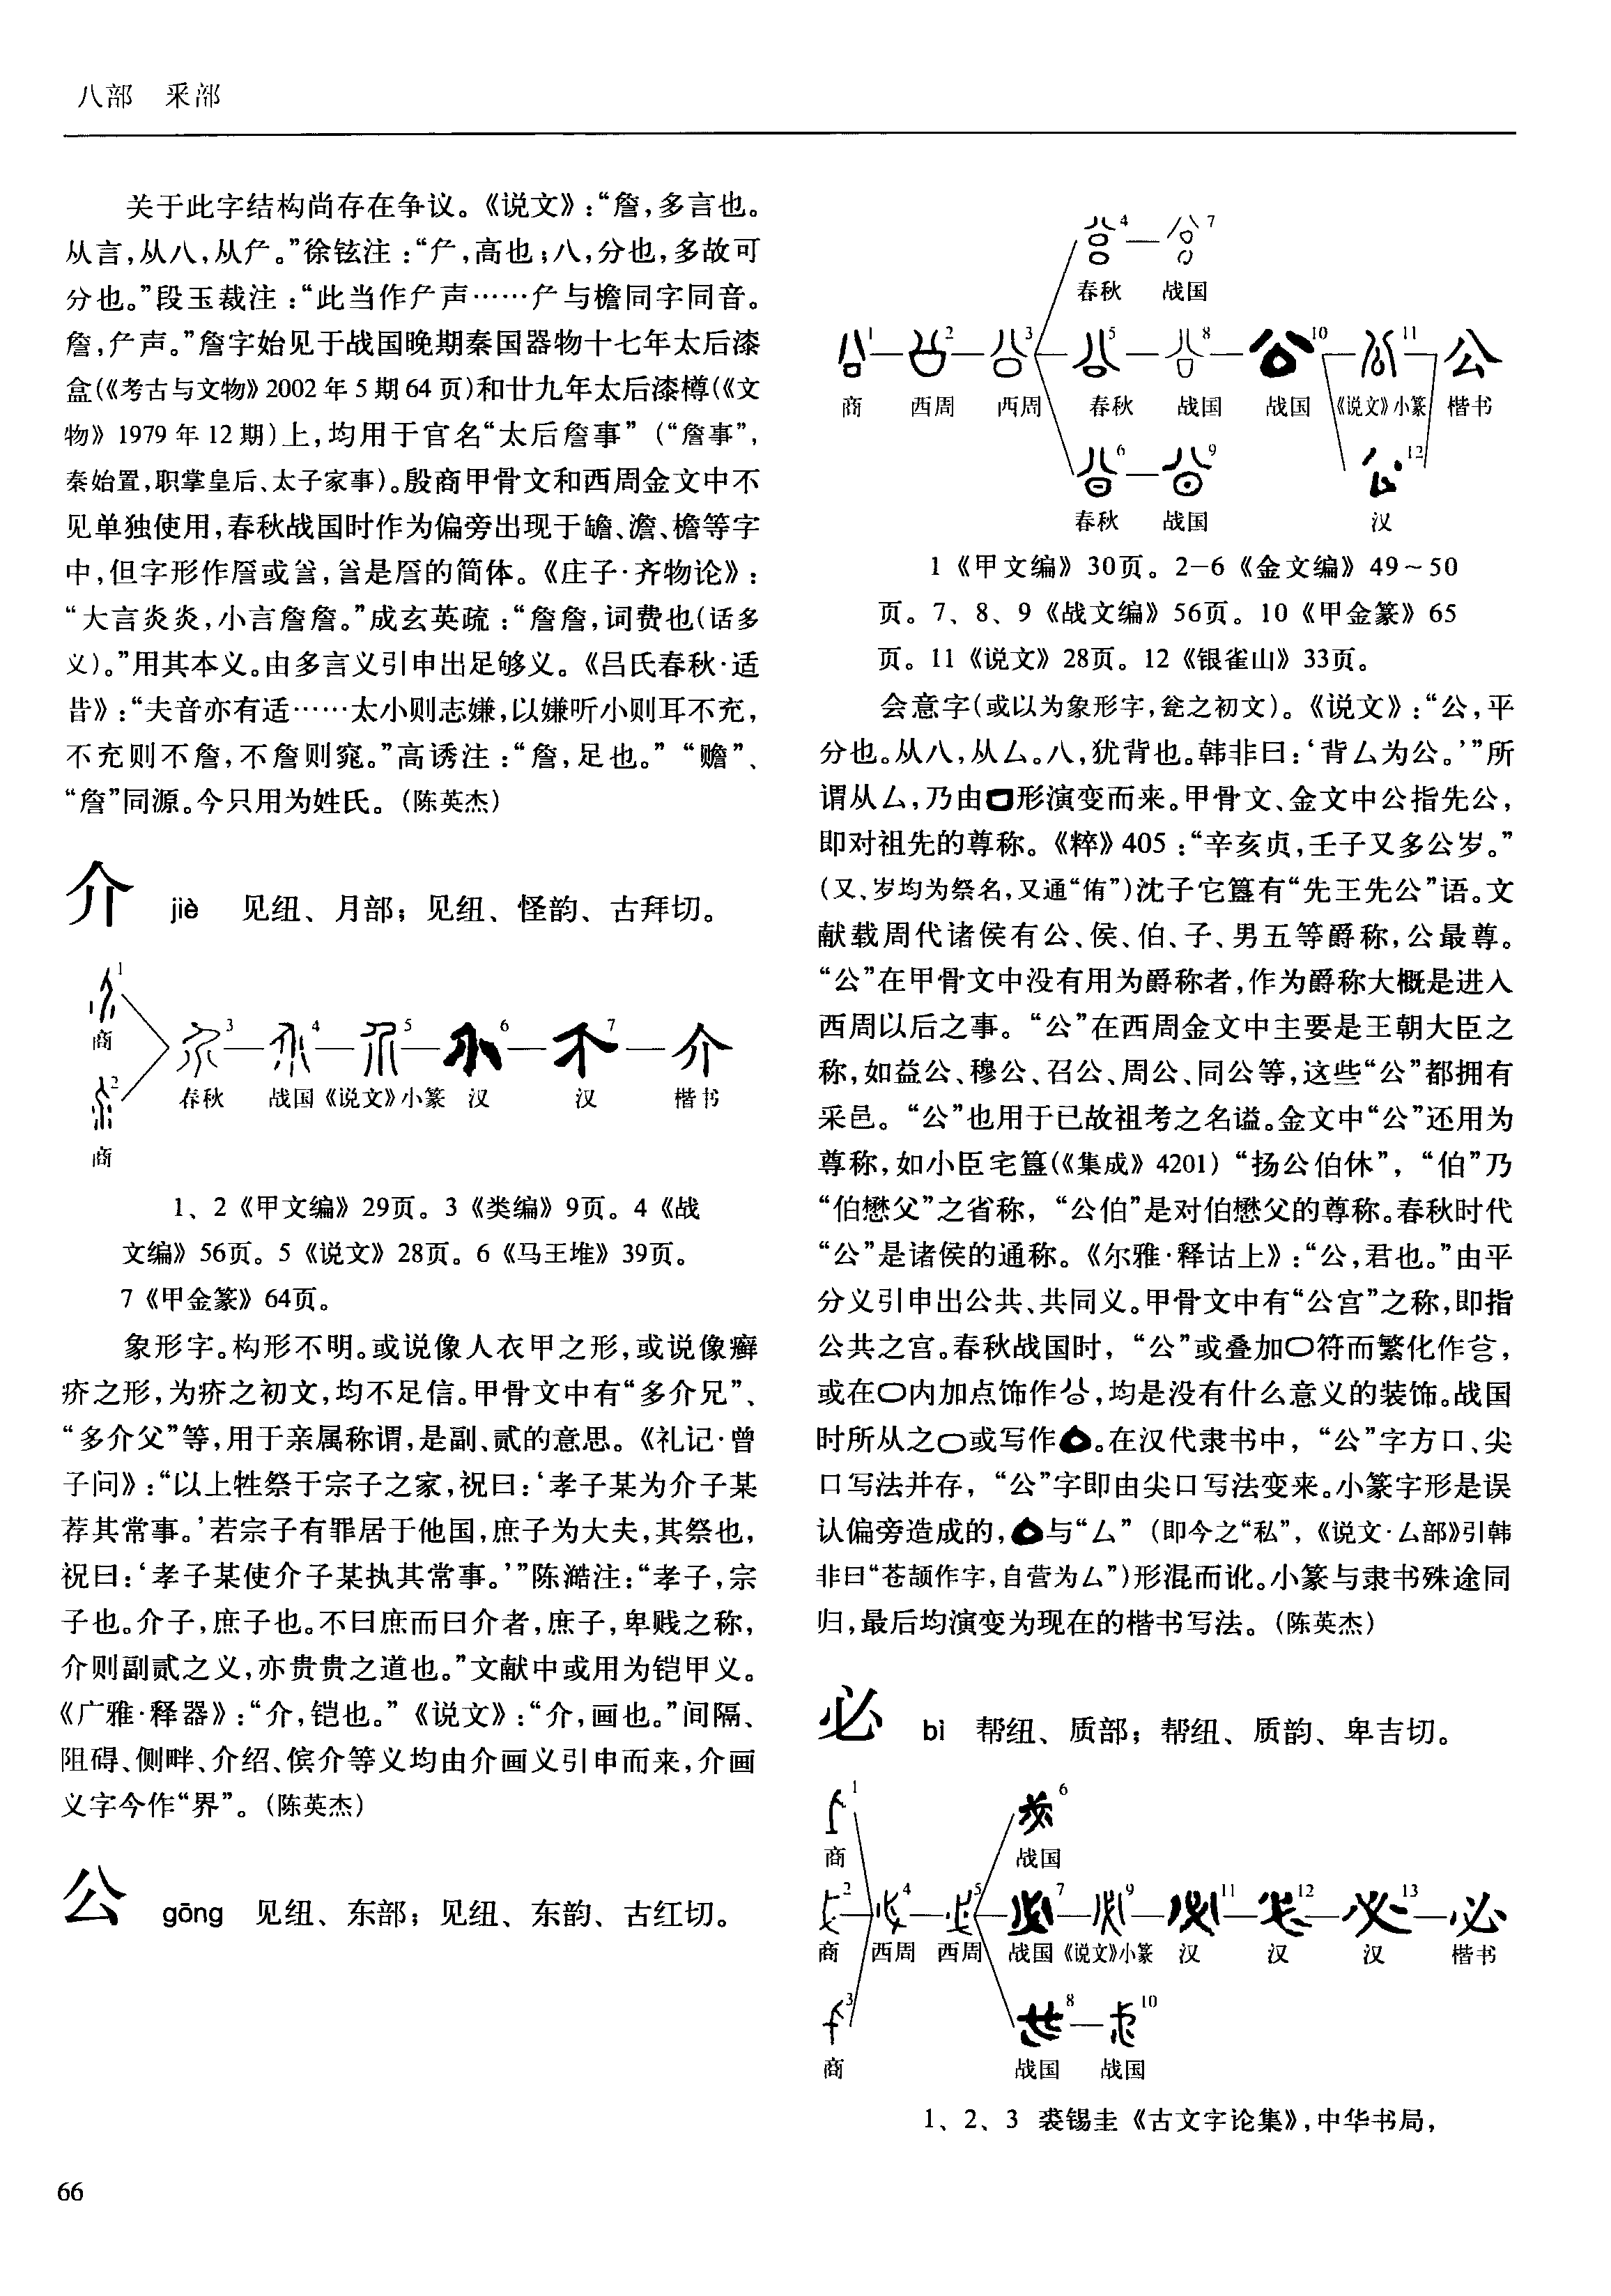 八部　釆部
关于此字结构尚存在争议。《说文》：“詹，多言也。
从言，从八，从厃。”徐铉注：“厃，高也；八，分也，多故可
分也。”段玉裁注：“此当作厃声……厃与檐同字同音。
詹，厃声。”詹字始见于战国晚期秦国器物十七年太后漆
盒(《考古与文物》2002年5期64页)和廿九年太后漆樽(《文
物》1979年12期)上，均用于官名“太后詹事”（“詹事”，
秦始置，职掌皇后、太子家事)。殷商甲骨文和西周金文中不
见单独使用，春秋战国时作为偏旁出现于瞻、澹、檐等字
中，但字形作或，是的简体。《庄子·齐物论》：
“大言炎炎，小言詹詹。”成玄英疏：“詹詹，词费也(话多
义)。”用其本义。由多言义引申出足够义。《吕氏春秋·适
昔》：“夫音亦有适……太小则志嫌，以嫌听小则耳不充，
不充则不詹，不詹则窕。”高诱注：“詹，足也。”“赡”、
“詹”同源。今只用为姓氏。（陈英杰）
介　jiè　见纽、月部；见纽、怪韵、古拜切。
1
商
2
商
3 4 5 6 7 介
春秋　战国《说文》小篆　汉　汉　楷书
1、2《甲文编》29页。3《类编》9页。4《战
文编》56页。5《说文》28页。6《马王堆》39页。
7《甲金篆》64页。
象形字。构形不明。或说像人衣甲之形，或说像癣
疥之形，为疥之初文，均不足信。甲骨文中有“多介兄”、
“多介父”等，用于亲属称谓，是副、贰的意思。《礼记·曾
子问》：“以上牲祭于宗子之家，祝曰：‘孝子某为介子某
荐其常事。’若宗子有罪居于他国，庶子为大夫，其祭也，
祝曰：‘孝子某使介子某执其常事。’”陈澔注：“孝子，宗
子也。介子，庶子也。不曰庶而曰介者，庶子，卑贱之称，
介则副贰之义，亦贵贵之道也。”文献中或用为铠甲义。
《广雅·释器》：“介，铠也。”《说文》：“介，画也。”间隔、
阻碍、侧畔、介绍、傧介等义均由介画义引申而来，介画
义字今作“界”。（陈英杰）
公　gōng　见纽、东部；见纽、东韵、古红切。
4 7
春秋　战国
1 2 3 5 8 10 11 公
商　西周　西周　春秋　战国　战国　《说文》小篆　楷书
6 9 12
春秋　战国　汉
1《甲文编》30页。2-6《金文编》49～50
页。7、8、9《战文编》56页。10《甲金篆》65
页。11《说文》28页。12《银雀山》33页。
会意字(或以为象形字，瓮之初文)。《说文》：“公，平
分也。从八，从厶。八，犹背也。韩非曰：‘背厶为公。’”所
谓从厶，乃由口形演变而来。甲骨文、金文中公指先公，
即对祖先的尊称。《粹》405：“辛亥贞，壬子又多公岁。”
(又、岁均为祭名，又通“侑”)沈子它簋有“先王先公”语。文
献载周代诸侯有公、侯、伯、子、男五等爵称，公最尊。
“公”在甲骨文中没有用为爵称者，作为爵称大概是进入
西周以后之事。“公”在西周金文中主要是王朝大臣之
称，如益公、穆公、召公、周公、同公等，这些“公”都拥有
采邑。“公”也用于已故祖考之名谥。金文中“公”还用为
尊称，如小臣宅簋(《集成》4201)“扬公伯休”，“伯”乃
“伯懋父”之省称，“公伯”是对伯懋父的尊称。春秋时代
“公”是诸侯的通称。《尔雅·释诂上》：“公，君也。”由平
分义引申出公共、共同义。甲骨文中有“公宫”之称，即指
公共之宫。春秋战国时，“公”或叠加〇符而繁化作，
或在〇内加点饰作，均是没有什么意义的装饰。战国
时所从之〇或写作。在汉代隶书中，“公”字方口、尖
口写法并存，“公”字即由尖口写法变来。小篆字形是误
认偏旁造成的，与“厶”（即今之“私”，《说文·厶部》引韩
非曰“苍颉作字，自营为厶”)形混而讹。小篆与隶书殊途同
归，最后均演变为现在的楷书写法。（陈英杰）
必　bì　帮纽、质部；帮纽、质韵、卑吉切。
1 6
商　战国
2 4 5 7 9 11 12 13 必
商　西周　西周　战国《说文》小篆　汉　汉　汉　楷书
3 8 10
商　战国　战国
1、2、3 裘锡圭《古文字论集》，中华书局，
66